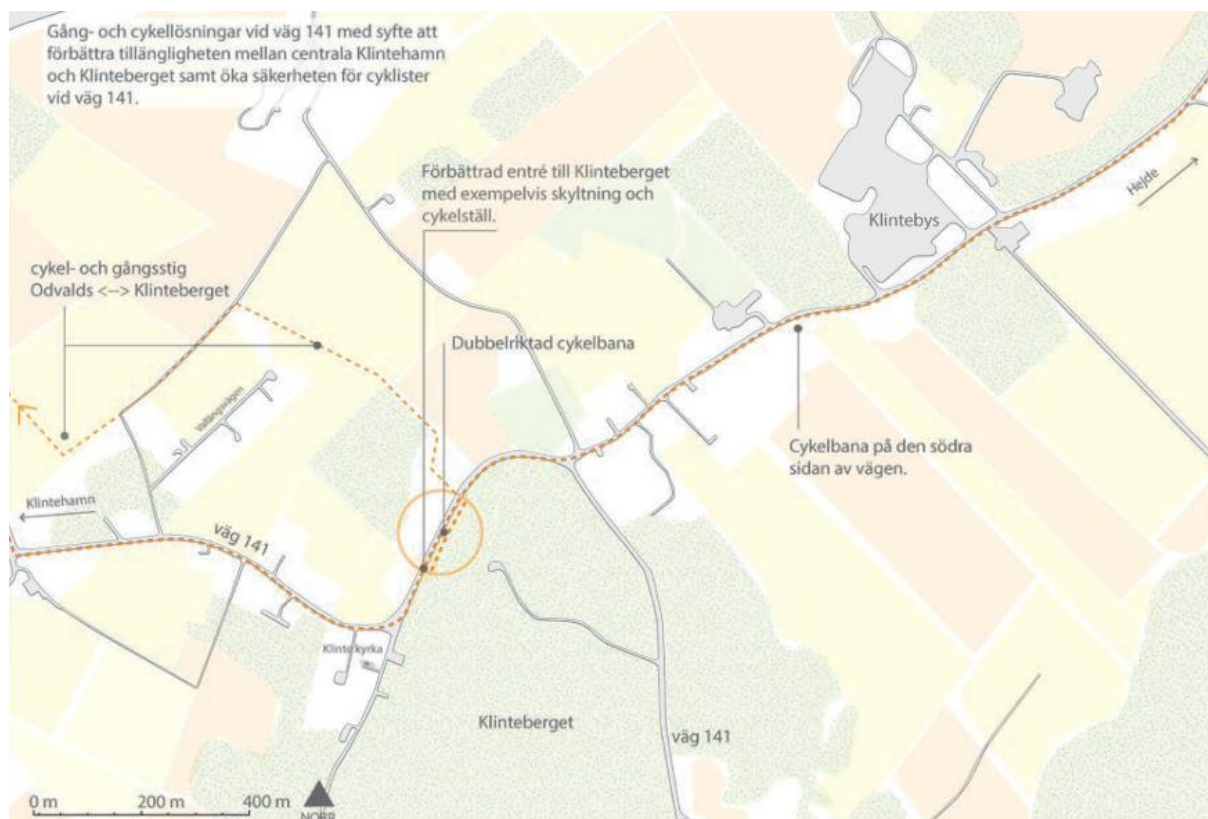 Gång- och cykellösningar vid väg 141 med syfte att
förbättra tillängligheten mellan centrala Klintehamn
och Klinteberget samt öka säkerheten för cyklister
vid väg 141.
Förbättrad entré till Klinteberget
med exempelvis skyltning och
cykelställ.
Hejde
Klintebys
cykel- och gångsstig
Odvalds <--> Klinteberget
Dubbelriktad cykelbana
Cykelbana på den södra
sidan av vägen.
Klintehamn
väg 141
Klinte kyrka
Klinteberget
väg 141
0 m 200 m 400 m
NORR